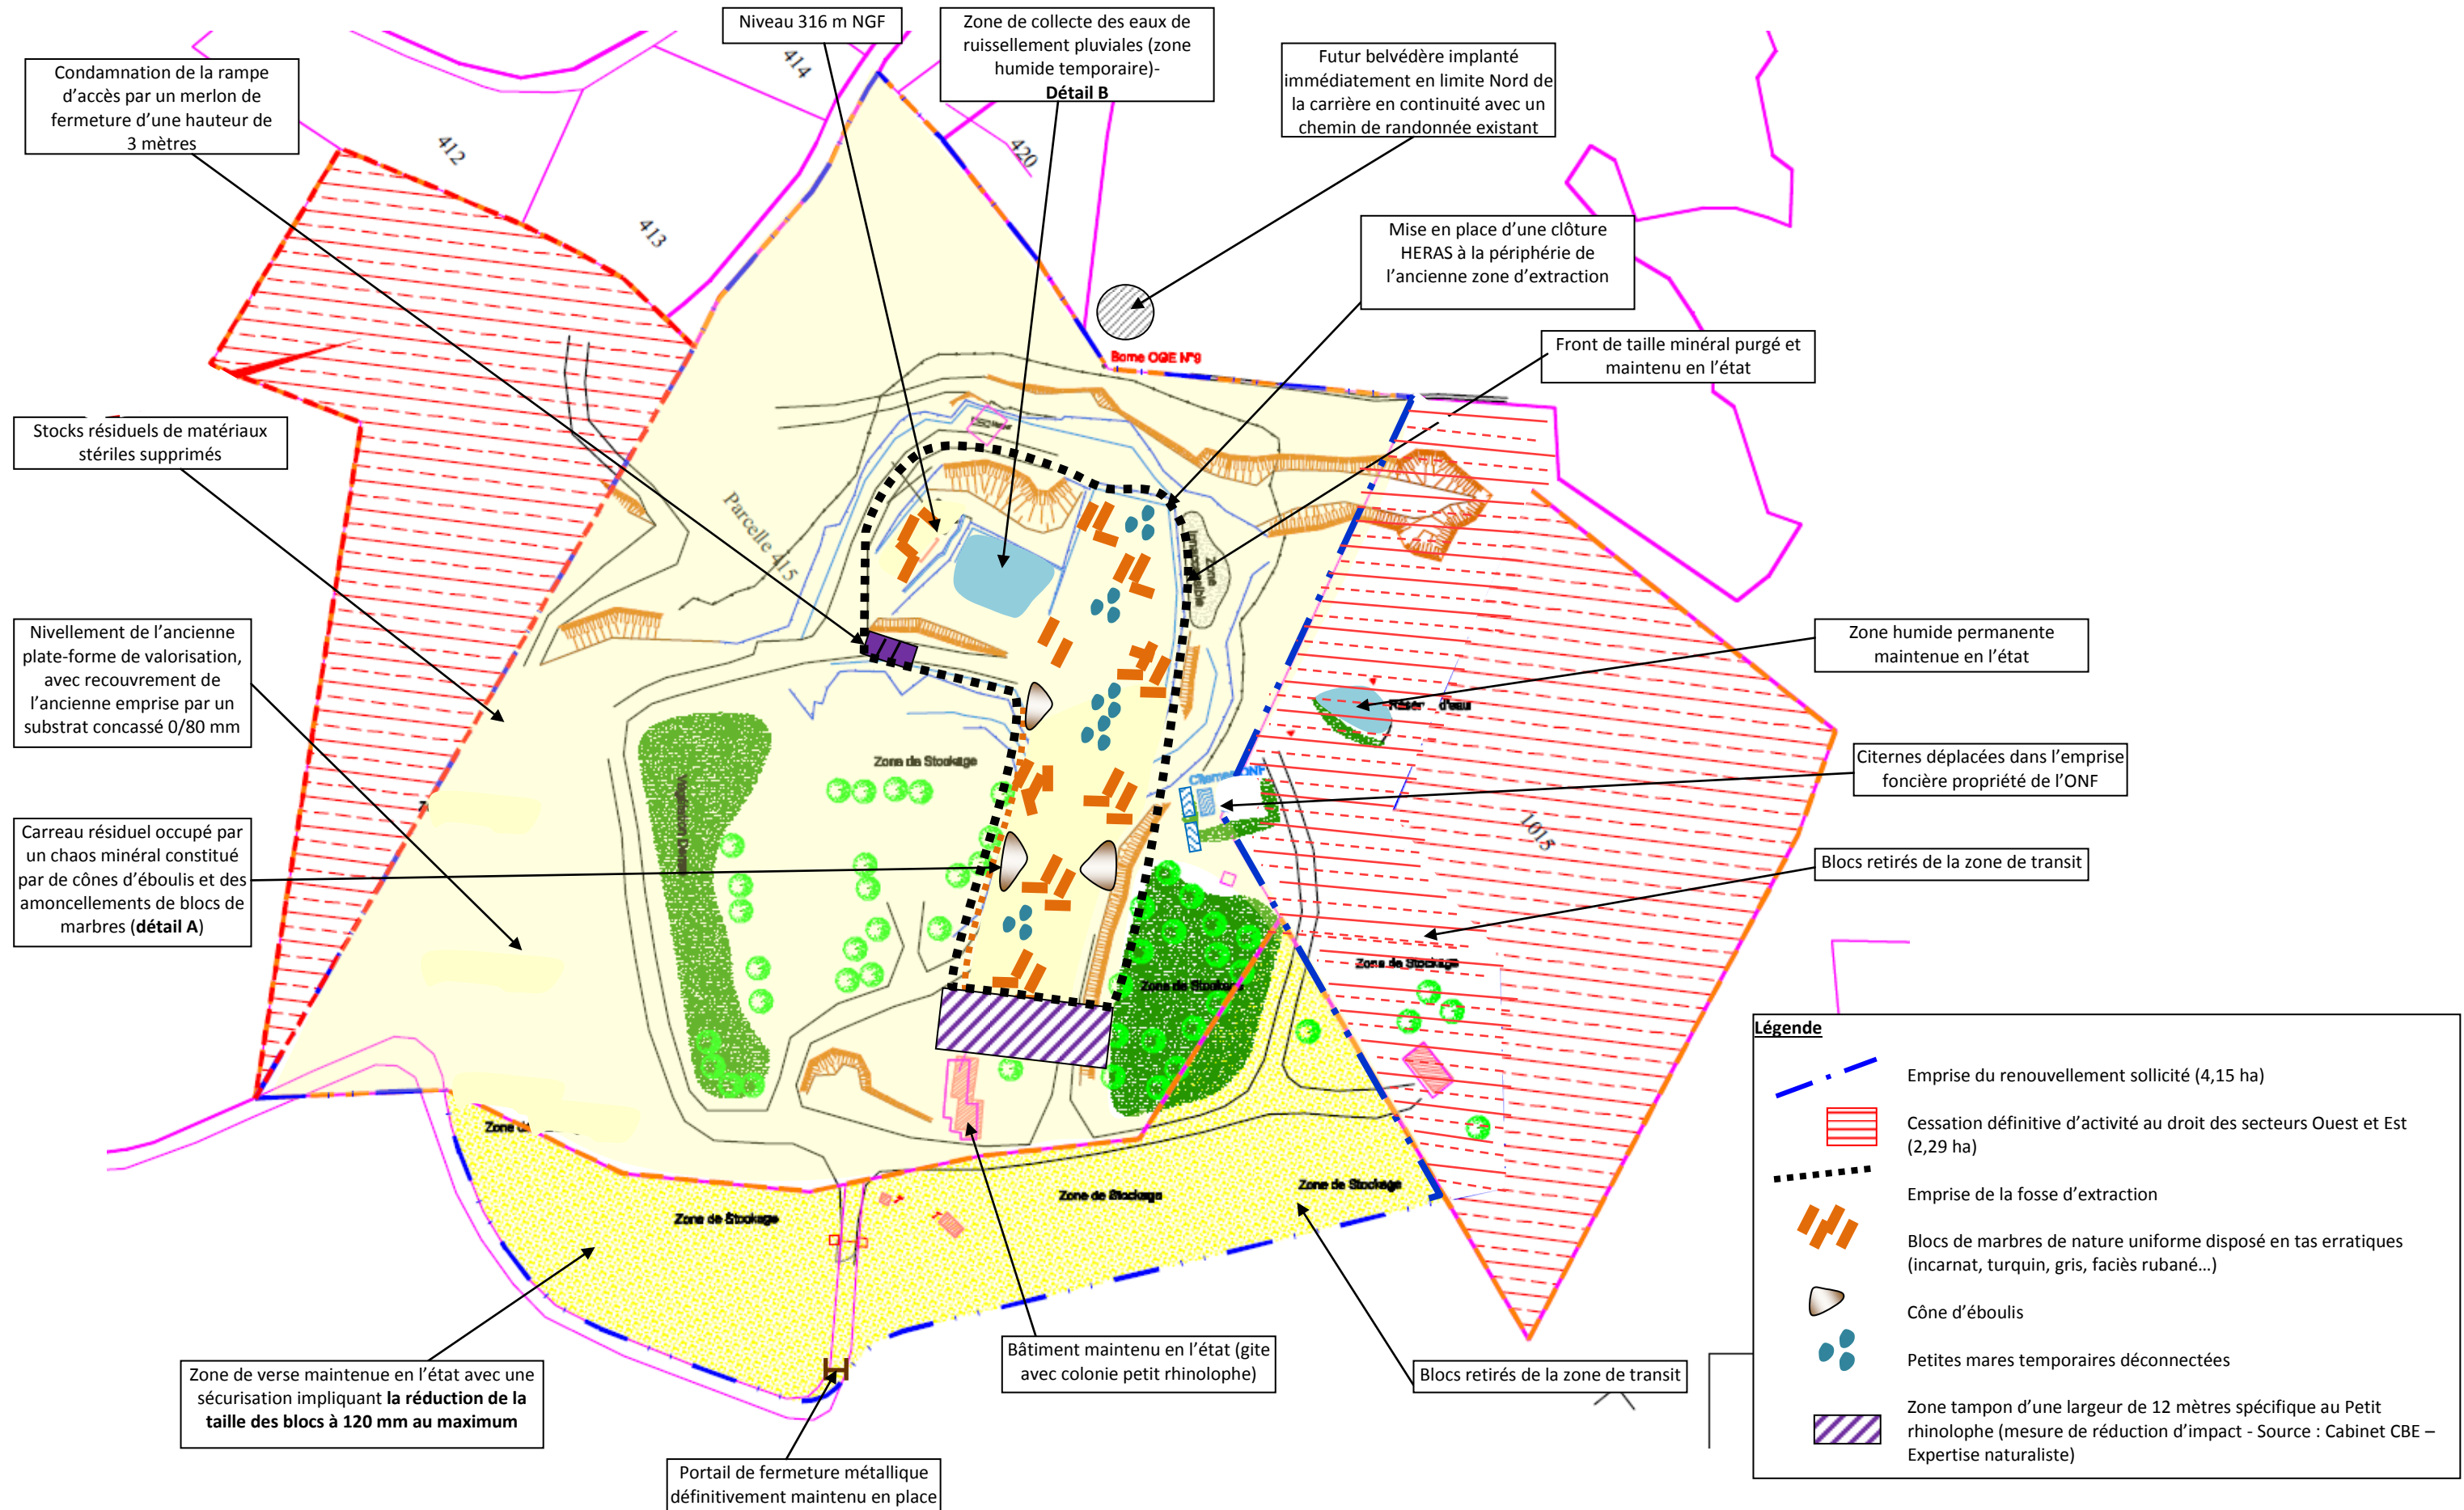 Niveau 316 m NGF
Zone de collecte des eaux de
ruissellement pluviales (zone
humide temporaire)-
Détail B
Futur belvédère implanté
immédiatement en limite Nord de
la carrière en continuité avec un
chemin de randonnée existant
Condamnation de la rampe
d’accès par un merlon de
fermeture d’une hauteur de
3 mètres
414
412
420
413
Mise en place d’une clôture
HERAS à la périphérie de
l’ancienne zone d’extraction
Borne OGE N°9
Front de taille minéral purgé et
maintenu en l’état
Stocks résiduels de matériaux
stériles supprimés
Parcelle 415
Zone
Inaccessible
Nivellement de l’ancienne
plate-forme de valorisation,
avec recouvrement de
l’ancienne emprise par un
substrat concassé 0/80 mm
Zone humide permanente
maintenue en l’état
d'eau
Zone de Stockage
Citernes ONF
Citernes déplacées dans l’emprise
foncière propriété de l’ONF
1015
Carreau résiduel occupé par
un chaos minéral constitué
par de cônes d’éboulis et des
amoncellements de blocs de
marbres (détail A)
Blocs retirés de la zone de transit
Zone de Stockage
Zone de Stockage
Zone de Stockage
Zone de Stockage
Zone de Stockage
Zone de verse maintenue en l’état avec une
sécurisation impliquant la réduction de la
taille des blocs à 120 mm au maximum
Bâtiment maintenu en l’état (gite
avec colonie petit rhinolophe)
Blocs retirés de la zone de transit
Portail de fermeture métallique
définitivement maintenu en place
Légende
Emprise du renouvellement sollicité (4,15 ha)
Cessation définitive d’activité au droit des secteurs Ouest et Est
(2,29 ha)
Emprise de la fosse d’extraction
Blocs de marbres de nature uniforme disposé en tas erratiques
(incarnat, turquin, gris, faciès rubané…)
Cône d’éboulis
Petites mares temporaires déconnectées
Zone tampon d’une largeur de 12 mètres spécifique au Petit
rhinolophe (mesure de réduction d’impact - Source : Cabinet CBE –
Expertise naturaliste)